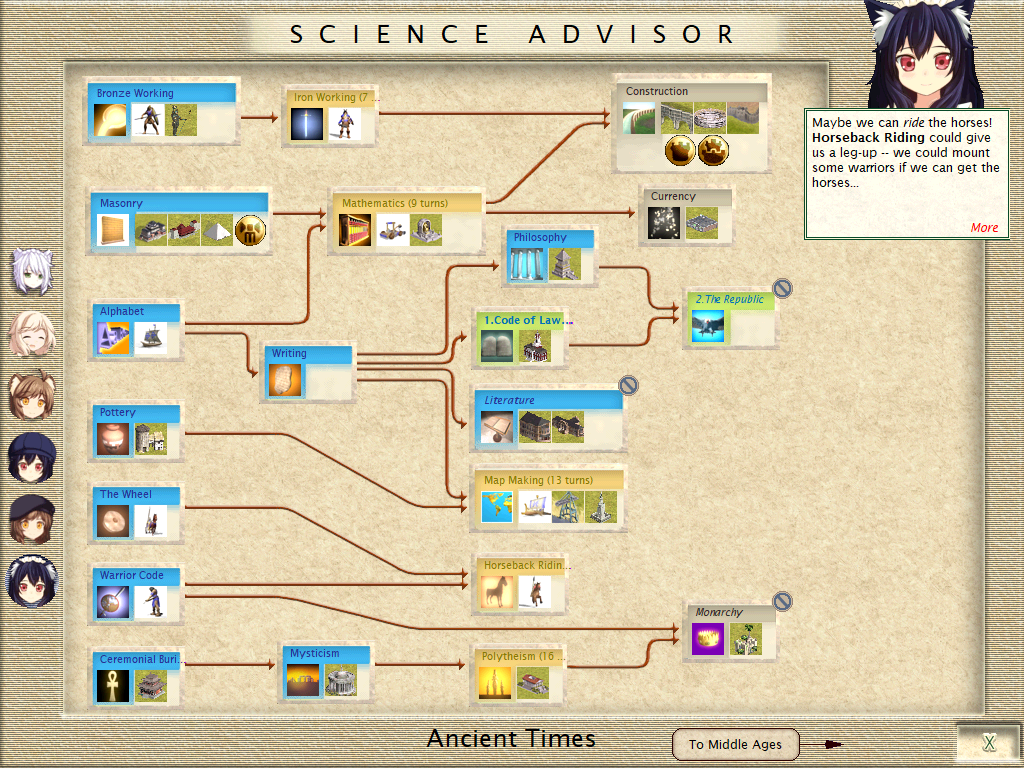 SCIENCE ADVISOR
Maybe we can ride the horses!
Horseback Riding could give
us a leg-up -- we could mount
some warriors if we can get the
horses...
More
Bronze Working
Iron Working (7 ...
Construction
Masonry
Mathematics (9 turns)
Currency
Philosophy
Alphabet
2.The Republic
1.Code of Law...
Writing
Literature
Pottery
Map Making (13 turns)
The Wheel
Horseback Ridin...
Warrior Code
Monarchy
Ceremonial Buri...
Mysticism
Polytheism (16 ...
Ancient Times
To Middle Ages
X